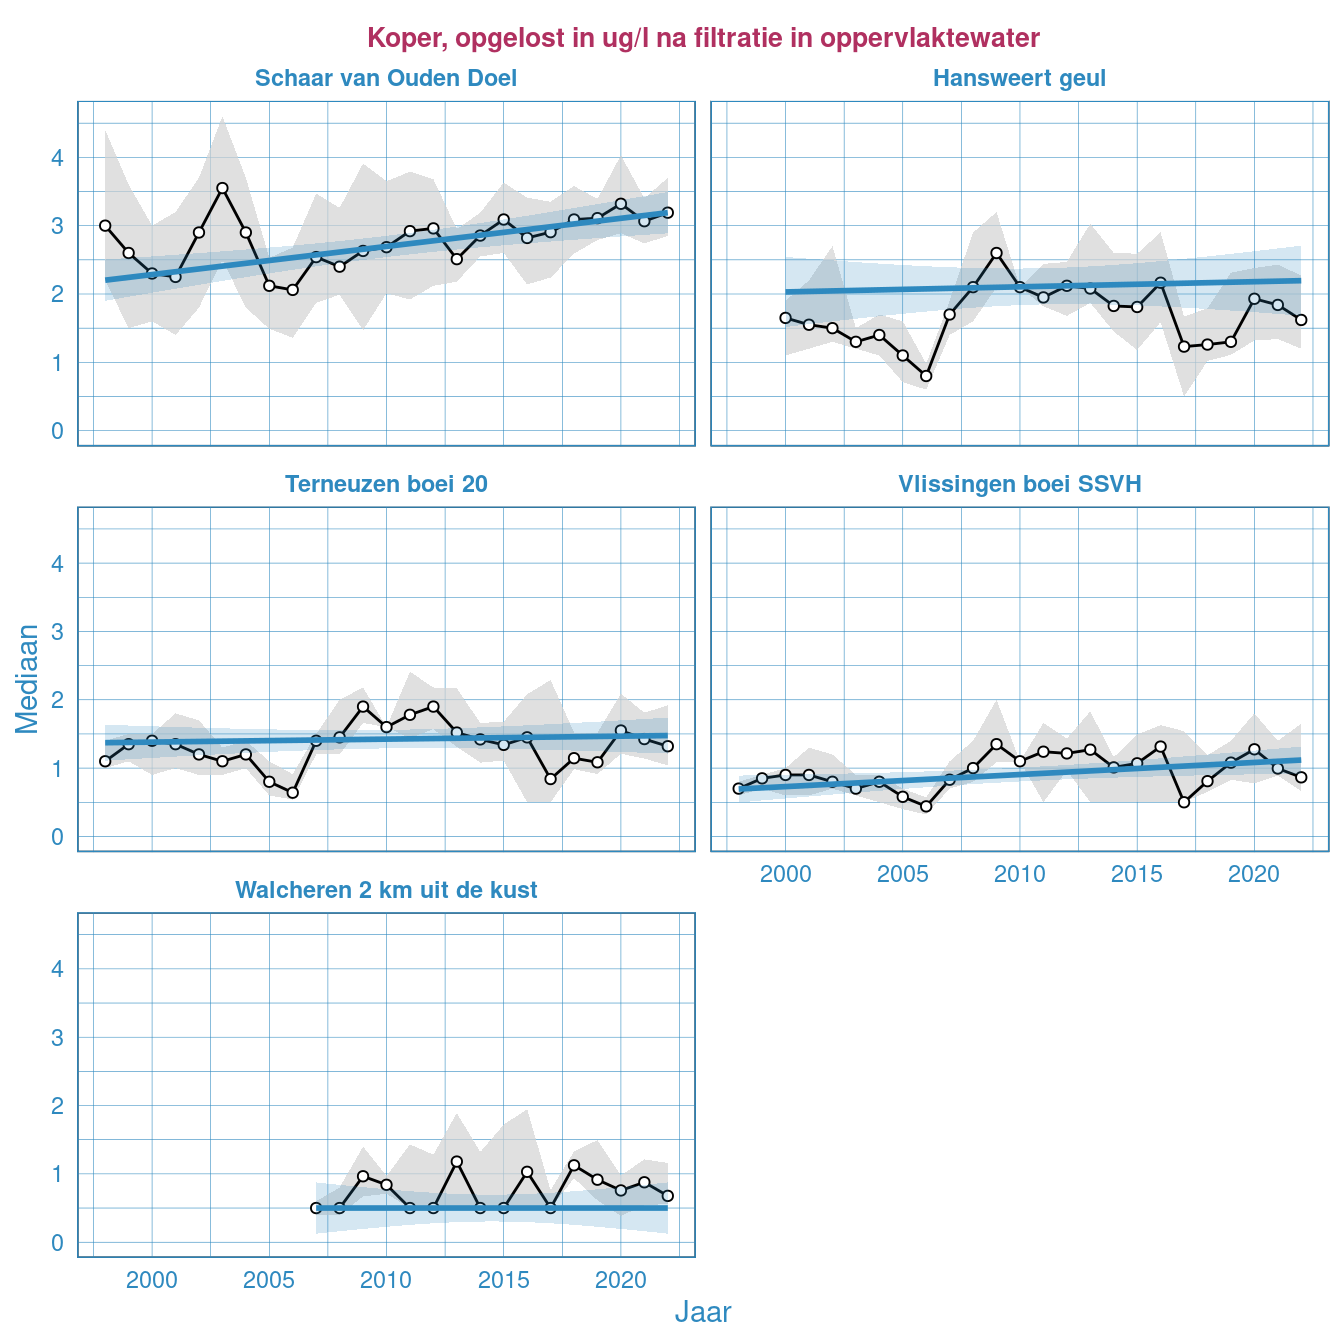 Koper, opgelost in ug/l na filtratie in oppervlaktewater
Schaar van Ouden Doel
Hansweert geul
4
3
2
1
0
Terneuzen boei 20
Vlissingen boei SSVH
4
3
2
1
0
Mediaan
2000 2005 2010 2015 2020
Walcheren 2 km uit de kust
4
3
2
1
0
2000 2005 2010 2015 2020
Jaar